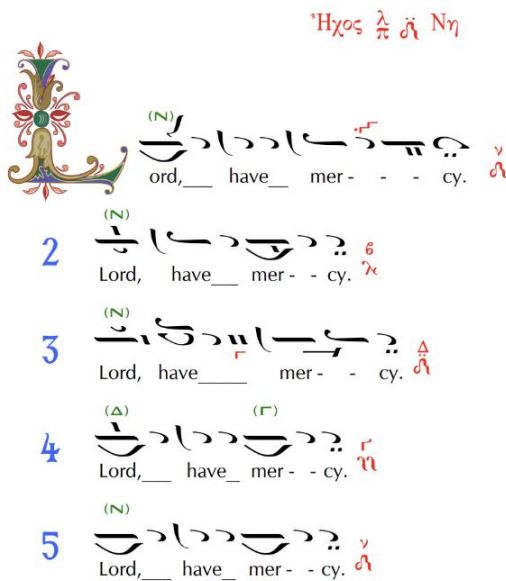 Ἦχος λ π Νη
(Ν)
Lord,___ have__ mer - - - cy. ν
(Ν)
2 Lord, have___ mer - - cy. β
(Ν)
3 Lord, have_____ mer - - cy. Δ
(Δ) (Γ)
4 Lord,___ have_ mer - - cy. Γ
(Ν)
5 Lord,___ have__ mer - - cy. ν